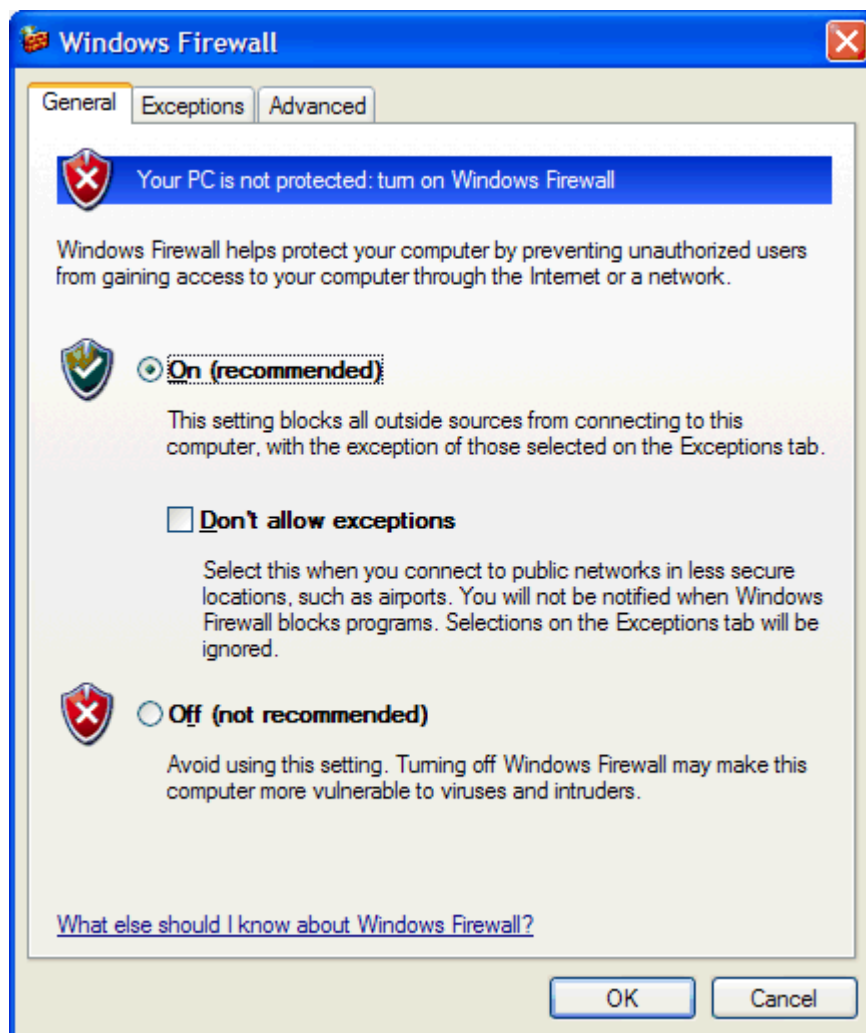 Windows Firewall
General
Exceptions
Advanced
Your PC is not protected: turn on Windows Firewall
Windows Firewall helps protect your computer by preventing unauthorized users
from gaining access to your computer through the Internet or a network.
On (recommended)
This setting blocks all outside sources from connecting to this
computer, with the exception of those selected on the Exceptions tab.
Don't allow exceptions
Select this when you connect to public networks in less secure
locations, such as airports. You will not be notified when Windows
Firewall blocks programs. Selections on the Exceptions tab will be
ignored.
Off (not recommended)
Avoid using this setting. Turning off Windows Firewall may make this
computer more vulnerable to viruses and intruders.
What else should I know about Windows Firewall?
OK
Cancel